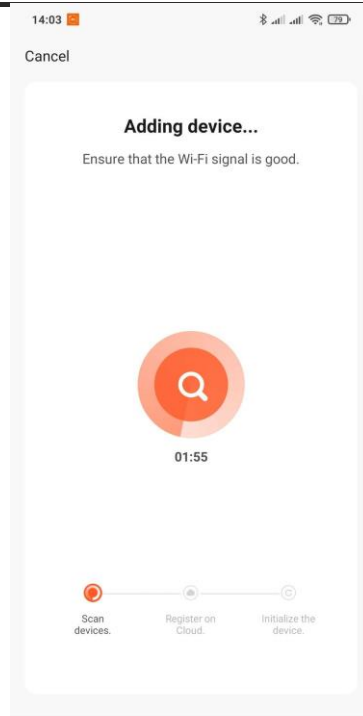 14:03
79
Cancel
Adding device...
Ensure that the Wi-Fi signal is good.
01:55
Scan
devices.
Register on
Cloud.
Initialize the
device.